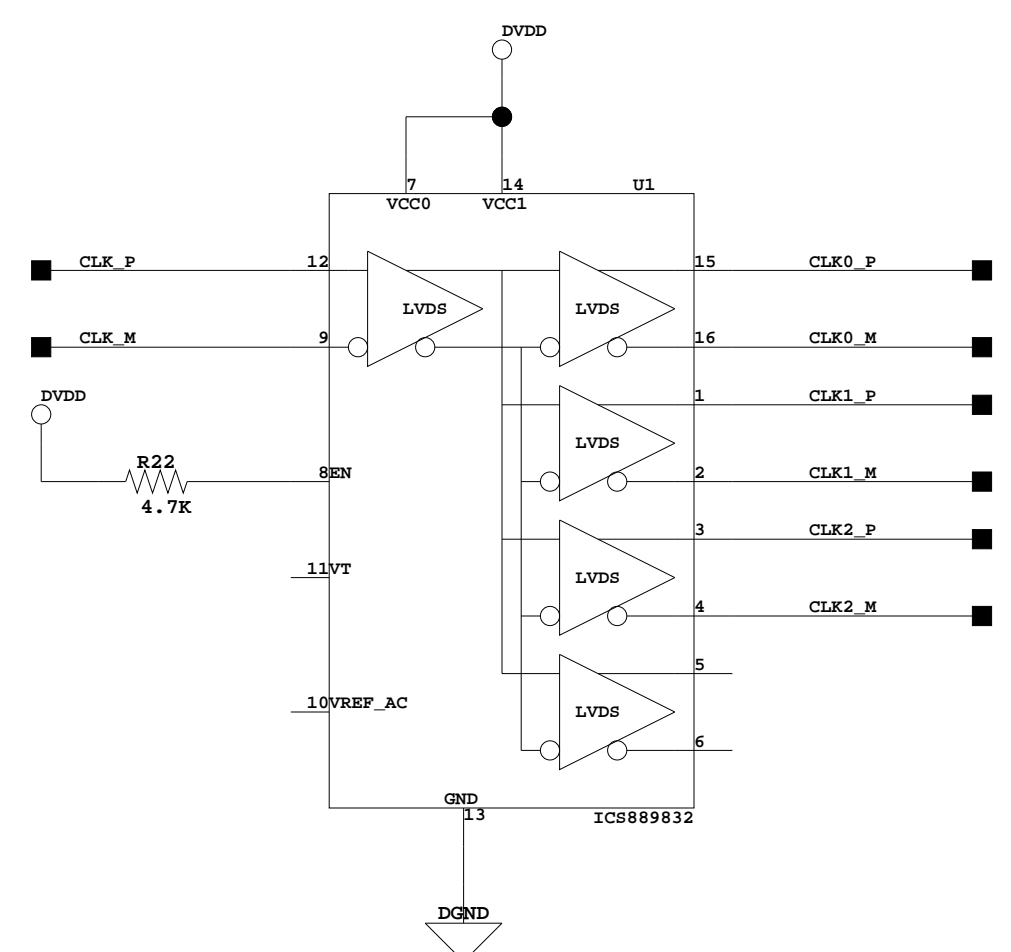 DVDD
7 14 U1
VCC0 VCC1
CLK_P 12 15 CLK0_P
LVDS LVDS
CLK_M 9 16 CLK0_M
DVDD 1 CLK1_P
LVDS
R22 8EN 2 CLK1_M
4.7K
3 CLK2_P
11VT LVDS
4 CLK2_M
5
10VREF_AC LVDS
6
GND
13 ICS889832
DGND